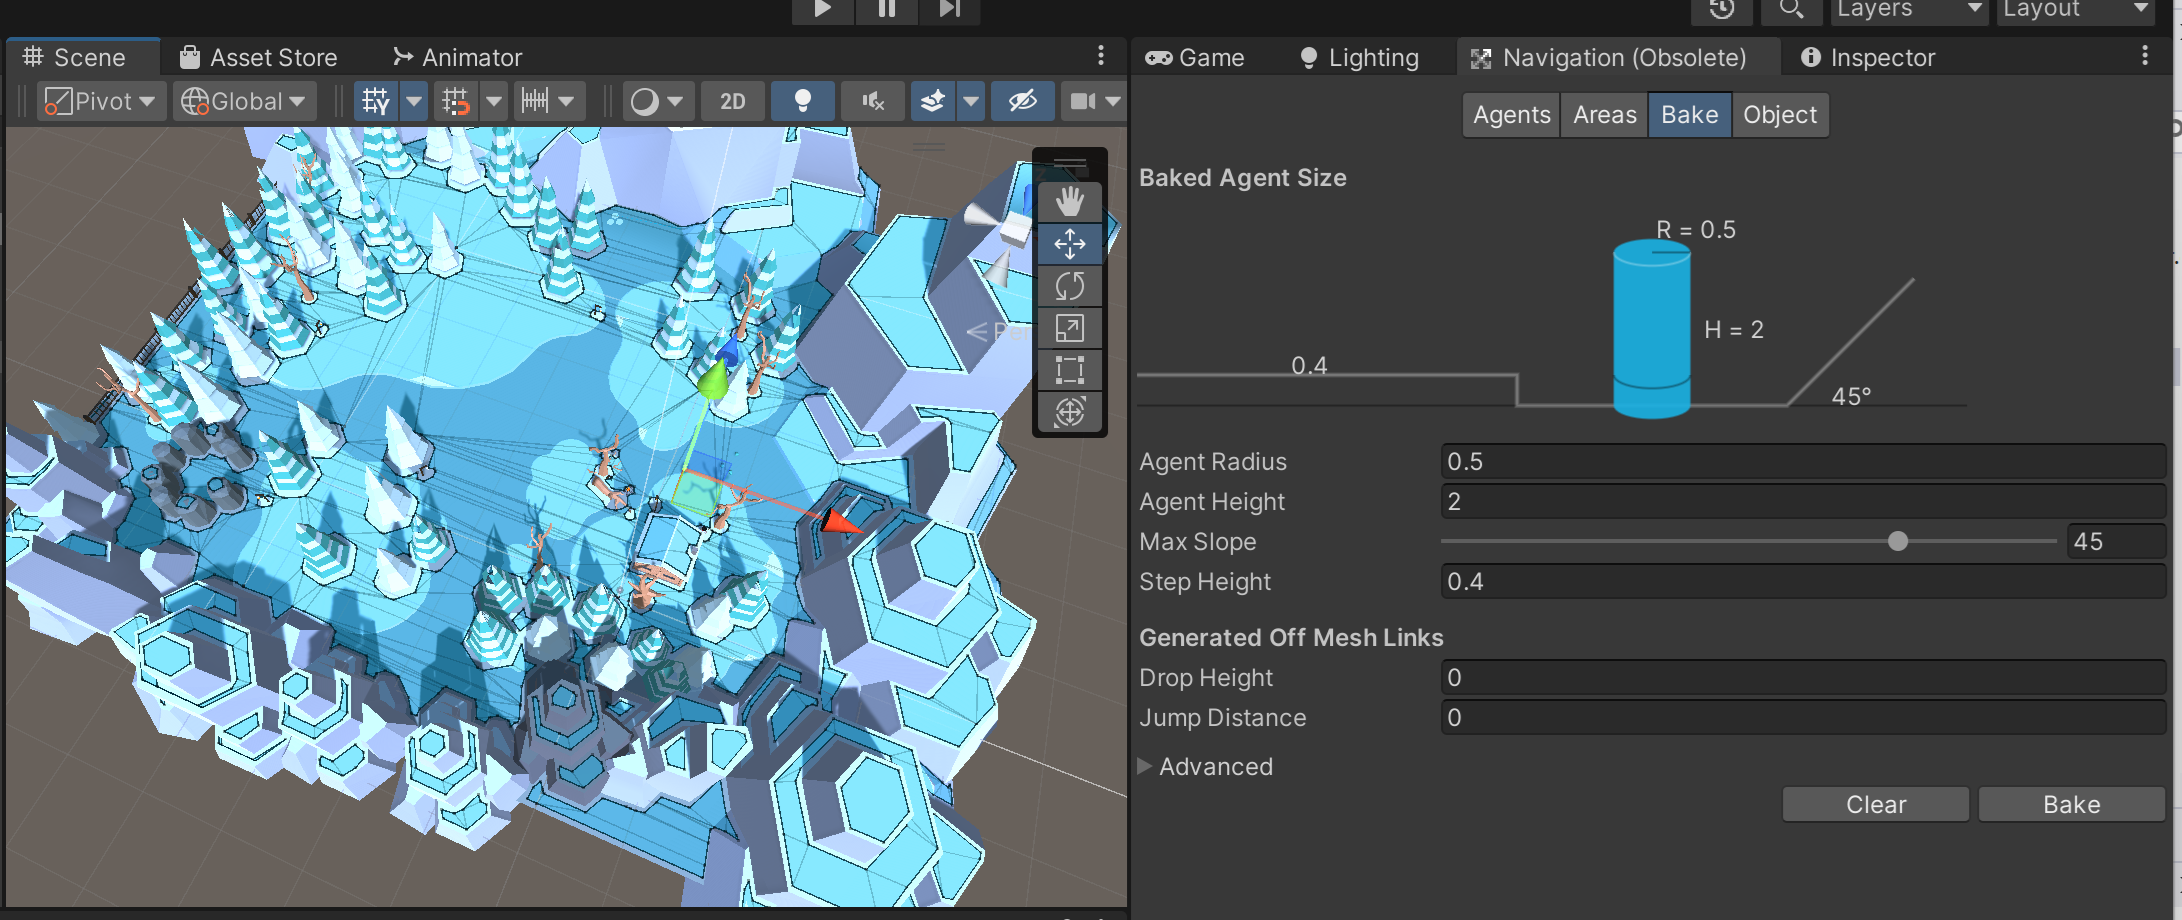 Layers
Layout
Scene
Asset Store
Animator
Game
Lighting
Navigation (Obsolete)
Inspector
Pivot
Global
2D
Agents
Areas
Bake
Object
Baked Agent Size
R = 0.5
H = 2
0.4
45°
Agent Radius
0.5
Agent Height
2
Max Slope
45
Step Height
0.4
Generated Off Mesh Links
Drop Height
0
Jump Distance
0
Advanced
Clear
Bake